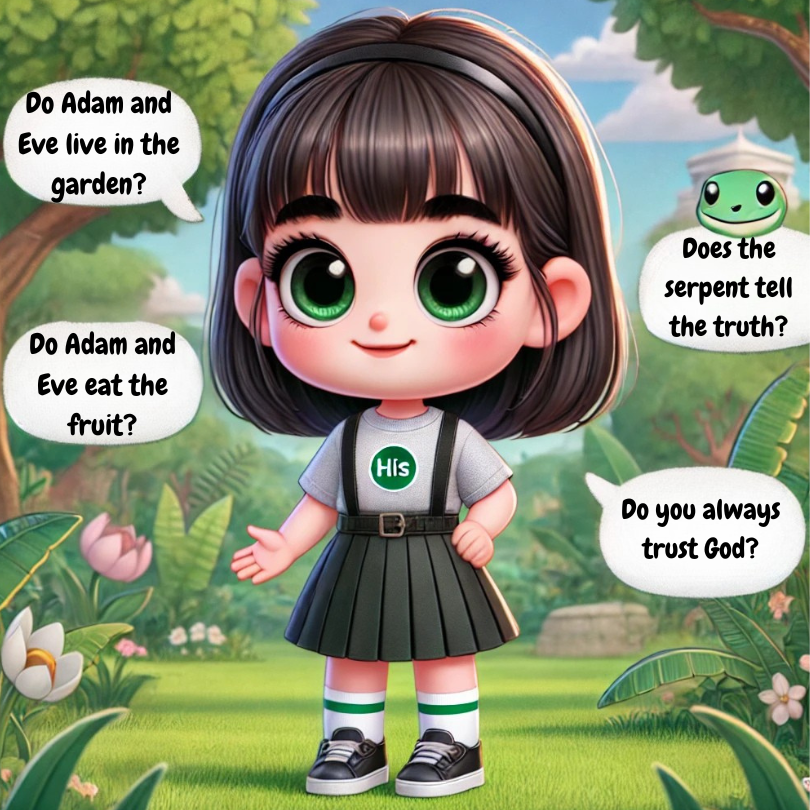 Do Adam and
Eve live in the
garden?
Does the
serpent tell
the truth?
Do Adam and
Eve eat the
fruit?
Hís
Do you always
trust God?